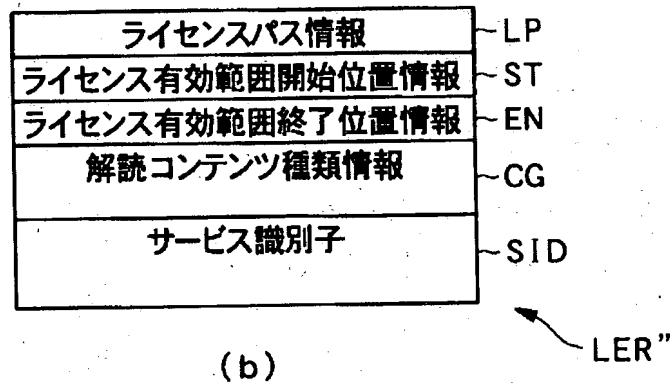 ライセンスパス情報 LP
ライセンス有効範囲開始位置情報 ST
ライセンス有効範囲終了位置情報 EN
解読コンテンツ種類情報 CG
サービス識別子 SID
LER”
(b)